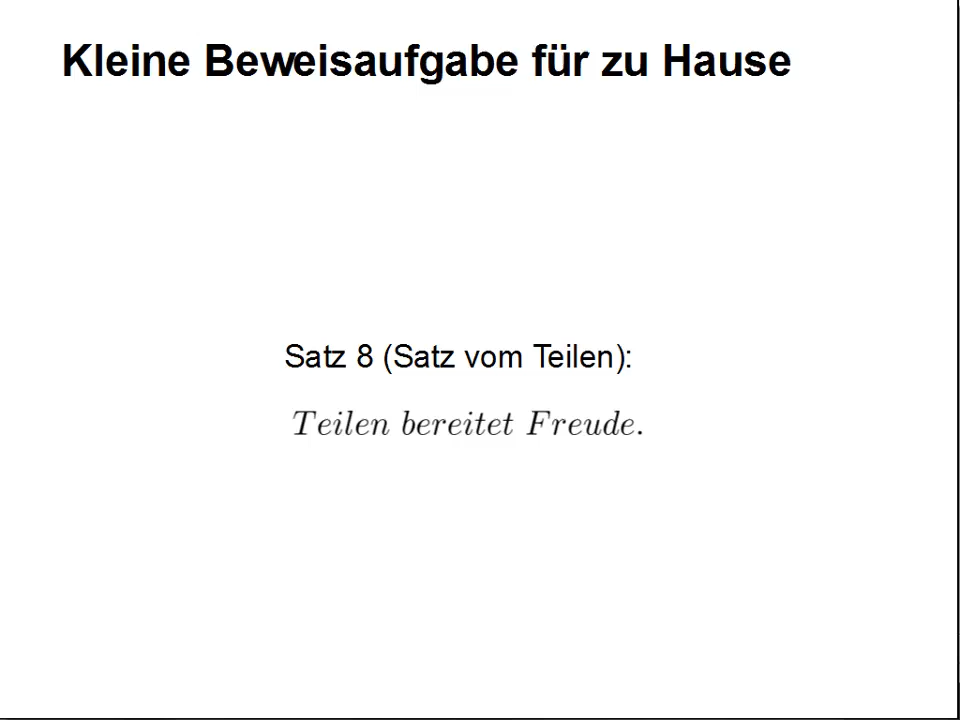 Kleine Beweisaufgabe für zu Hause
Satz 8 (Satz vom Teilen):
Teilen bereitet Freude.